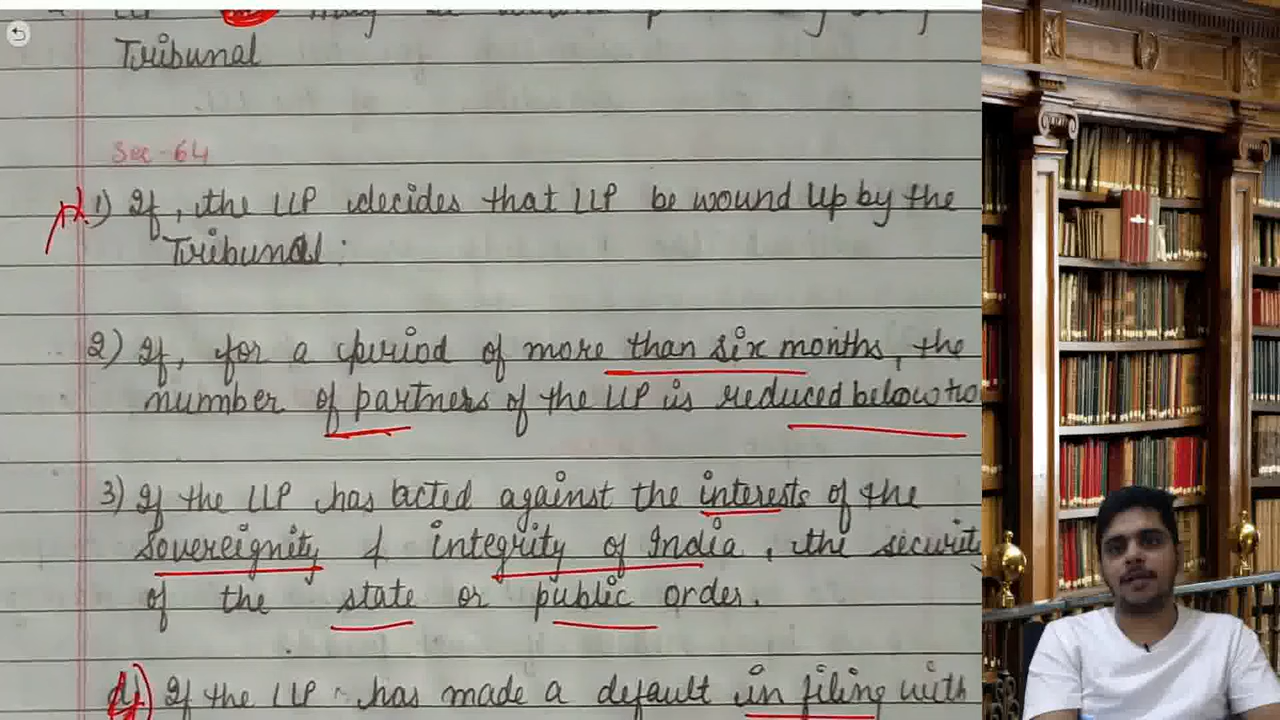 Tribunal
Sec-64
1) If, the LLP decides that LLP be wound Up by the
Tribunal:
2) If, for a period of more than six months, the
number of partners of the LLP is reduced below two
3) If the LLP has acted against the interests of the
Sovereignity & integrity of India, the securit
of the state or public order.
4) If the LLP has made a default in filing with